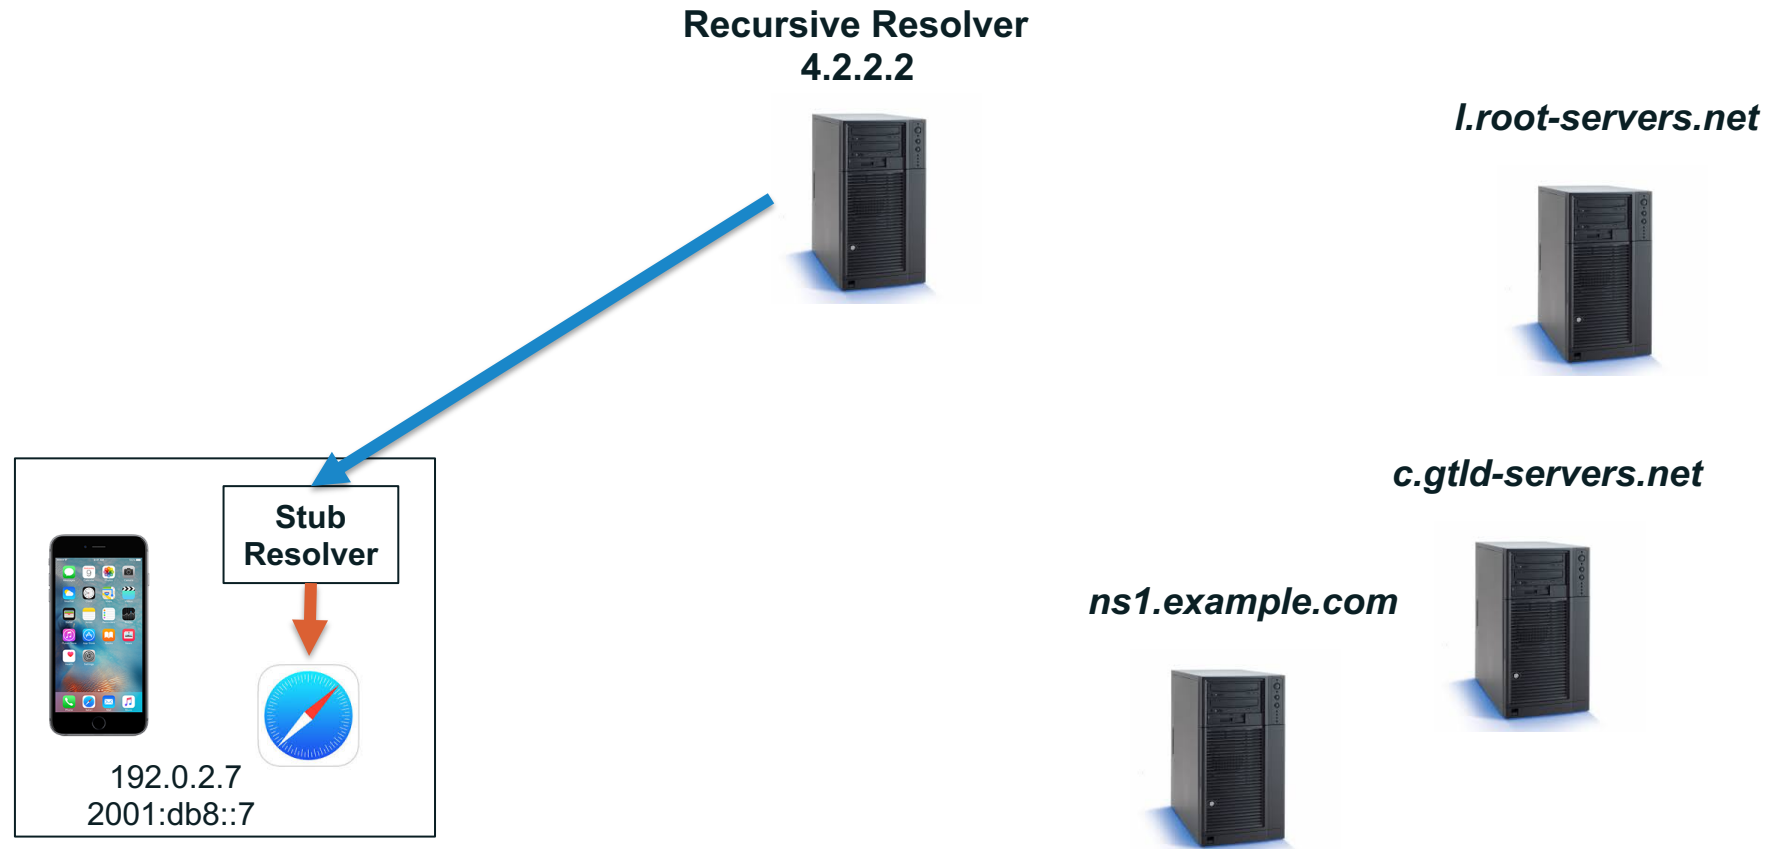 Recursive Resolver
4.2.2.2
l.root-servers.net
c.gtld-servers.net
ns1.example.com
Stub
Resolver
192.0.2.7
2001:db8::7